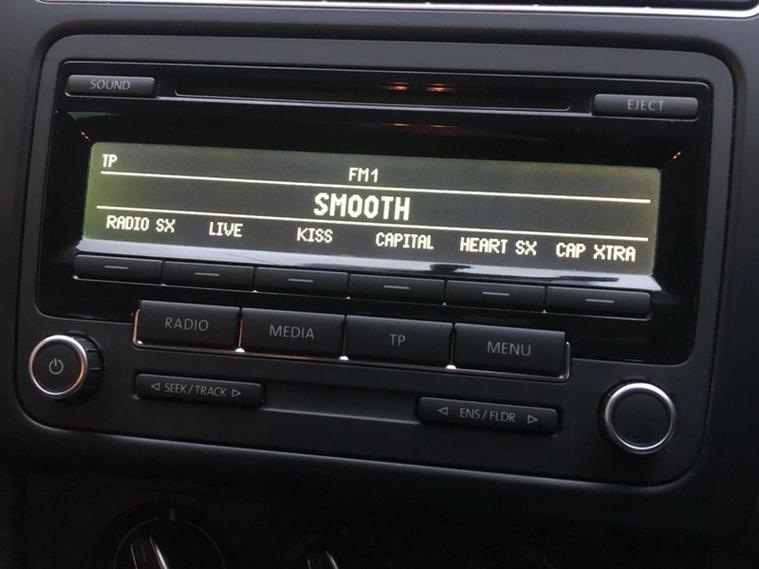 SOUND
EJECT
TP
FM1
SMOOTH
RADIO SX LIVE KISS CAPITAL HEART SX CAP XTRA
RADIO MEDIA TP MENU
SEEK/TRACK
ENS/FLDR